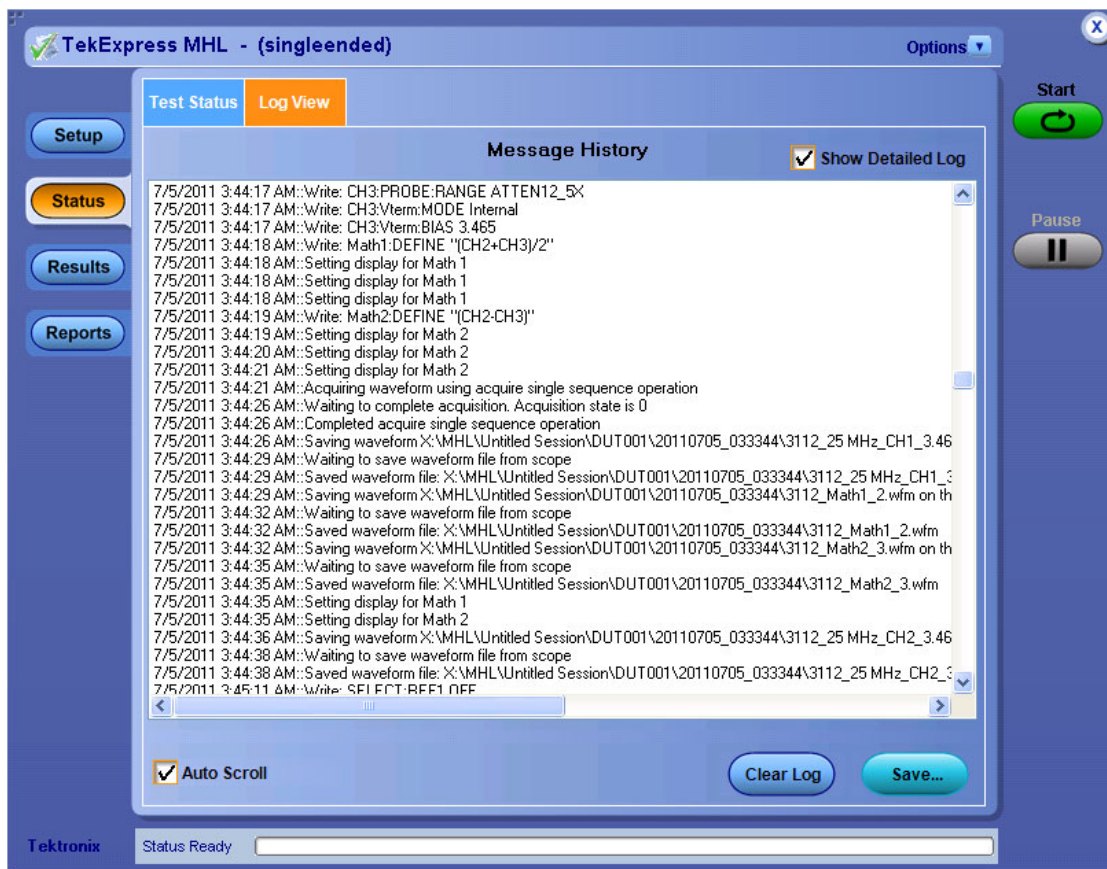 TekExpress MHL - (singleended)
Options
X
Start
Pause
Setup
Status
Results
Reports
Test Status
Log View
Message History
Show Detailed Log
7/5/2011 3:44:17 AM::Write: CH3:PROBE:RANGE ATTEN12_5X
7/5/2011 3:44:17 AM::Write: CH3:Vterm:MODE Internal
7/5/2011 3:44:17 AM::Write: CH3:Vterm:BIAS 3.465
7/5/2011 3:44:18 AM::Write: Math1:DEFINE "(CH2+CH3)/2"
7/5/2011 3:44:18 AM::Setting display for Math 1
7/5/2011 3:44:18 AM::Setting display for Math 1
7/5/2011 3:44:18 AM::Setting display for Math 1
7/5/2011 3:44:19 AM::Write: Math2:DEFINE "(CH2-CH3)"
7/5/2011 3:44:19 AM::Setting display for Math 2
7/5/2011 3:44:20 AM::Setting display for Math 2
7/5/2011 3:44:21 AM::Setting display for Math 2
7/5/2011 3:44:21 AM::Acquiring waveform using acquire single sequence operation
7/5/2011 3:44:26 AM::Waiting to complete acquisition. Acquisition state is 0
7/5/2011 3:44:26 AM::Completed acquire single sequence operation
7/5/2011 3:44:26 AM::Saving waveform X:\MHL\Untitled Session\DUT001\20110705_033344\3112_25 MHz_CH1_3.46
7/5/2011 3:44:29 AM::Waiting to save waveform file from scope
7/5/2011 3:44:29 AM::Saved waveform file: X:\MHL\Untitled Session\DUT001\20110705_033344\3112_25 MHz_CH1_3
7/5/2011 3:44:29 AM::Saving waveform X:\MHL\Untitled Session\DUT001\20110705_033344\3112_Math1_2.wfm on th
7/5/2011 3:44:32 AM::Waiting to save waveform file from scope
7/5/2011 3:44:32 AM::Saved waveform file: X:\MHL\Untitled Session\DUT001\20110705_033344\3112_Math1_2.wfm
7/5/2011 3:44:32 AM::Saving waveform X:\MHL\Untitled Session\DUT001\20110705_033344\3112_Math2_3.wfm on th
7/5/2011 3:44:35 AM::Waiting to save waveform file from scope
7/5/2011 3:44:35 AM::Saved waveform file: X:\MHL\Untitled Session\DUT001\20110705_033344\3112_Math2_3.wfm
7/5/2011 3:44:35 AM::Setting display for Math 1
7/5/2011 3:44:35 AM::Setting display for Math 2
7/5/2011 3:44:36 AM::Saving waveform X:\MHL\Untitled Session\DUT001\20110705_033344\3112_25 MHz_CH2_3.46
7/5/2011 3:44:38 AM::Waiting to save waveform file from scope
7/5/2011 3:44:38 AM::Saved waveform file: X:\MHL\Untitled Session\DUT001\20110705_033344\3112_25 MHz_CH2_3
7/5/2011 3:45:11 AM::Write: SELECT:REF1 OFF
Auto Scroll
Clear Log
Save...
Tektronix
Status Ready